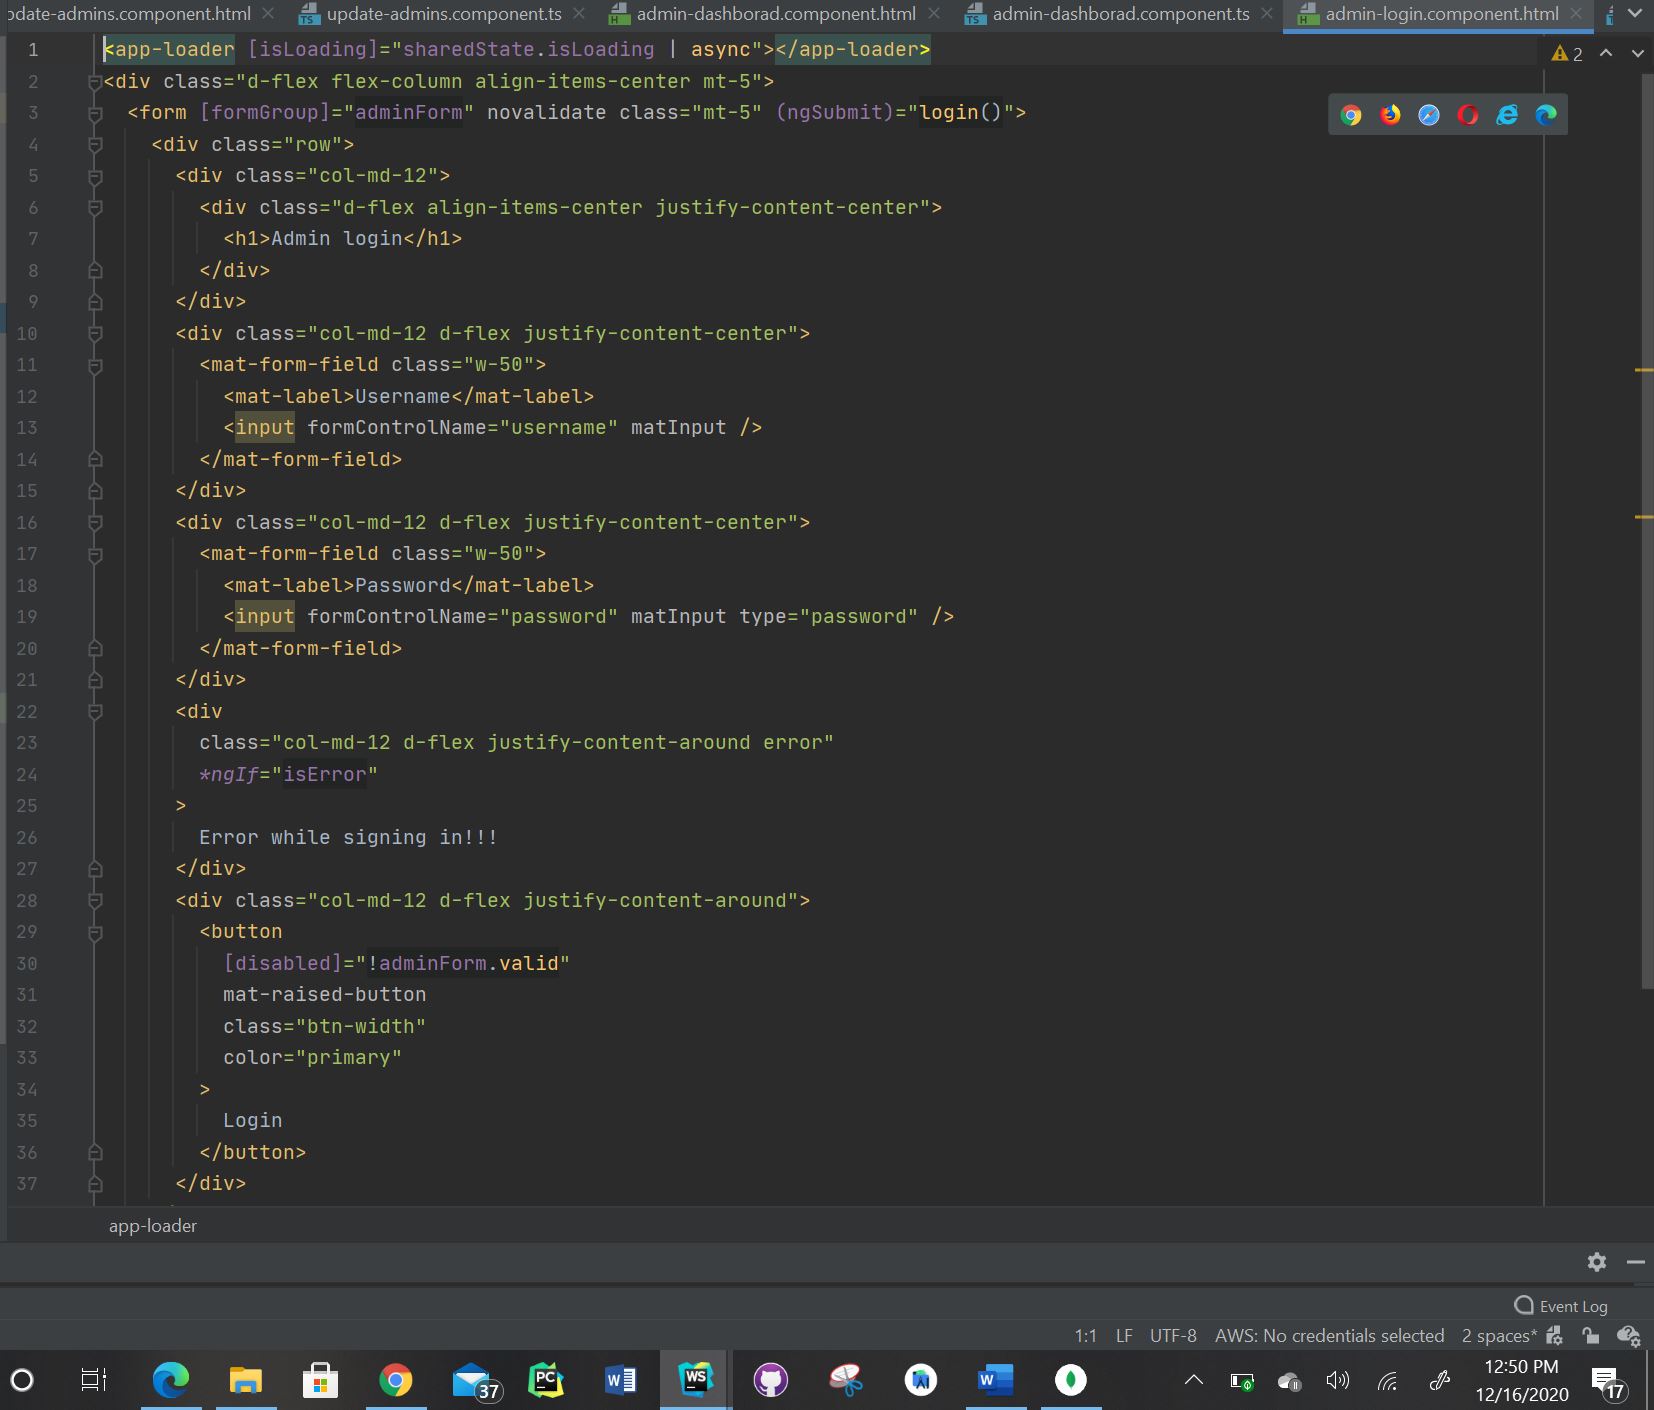 pdate-admins.component.html update-admins.component.ts admin-dashborad.component.html admin-dashborad.component.ts admin-login.component.html
1 <app-loader [isLoading]="sharedState.isLoading | async"></app-loader>
2
2 <div class="d-flex flex-column align-items-center mt-5">
3 <form [formGroup]="adminForm" novalidate class="mt-5" (ngSubmit)="login()">
4 <div class="row">
5 <div class="col-md-12">
6 <div class="d-flex align-items-center justify-content-center">
7 <h1>Admin login</h1>
8 </div>
9 </div>
10 <div class="col-md-12 d-flex justify-content-center">
11 <mat-form-field class="w-50">
12 <mat-label>Username</mat-label>
13 <input formControlName="username" matInput />
14 </mat-form-field>
15 </div>
16 <div class="col-md-12 d-flex justify-content-center">
17 <mat-form-field class="w-50">
18 <mat-label>Password</mat-label>
19 <input formControlName="password" matInput type="password" />
20 </mat-form-field>
21 </div>
22 <div
23 class="col-md-12 d-flex justify-content-around error"
24 *ngIf="isError"
25 >
26 Error while signing in!!!
27 </div>
28 <div class="col-md-12 d-flex justify-content-around">
29 <button
30 [disabled]="!adminForm.valid"
31 mat-raised-button
32 class="btn-width"
33 color="primary"
34 >
35 Login
36 </button>
37 </div>
app-loader
Event Log
1:1 LF UTF-8 AWS: No credentials selected 2 spaces*
37 PC W WS W 12:50 PM
12/16/2020 17